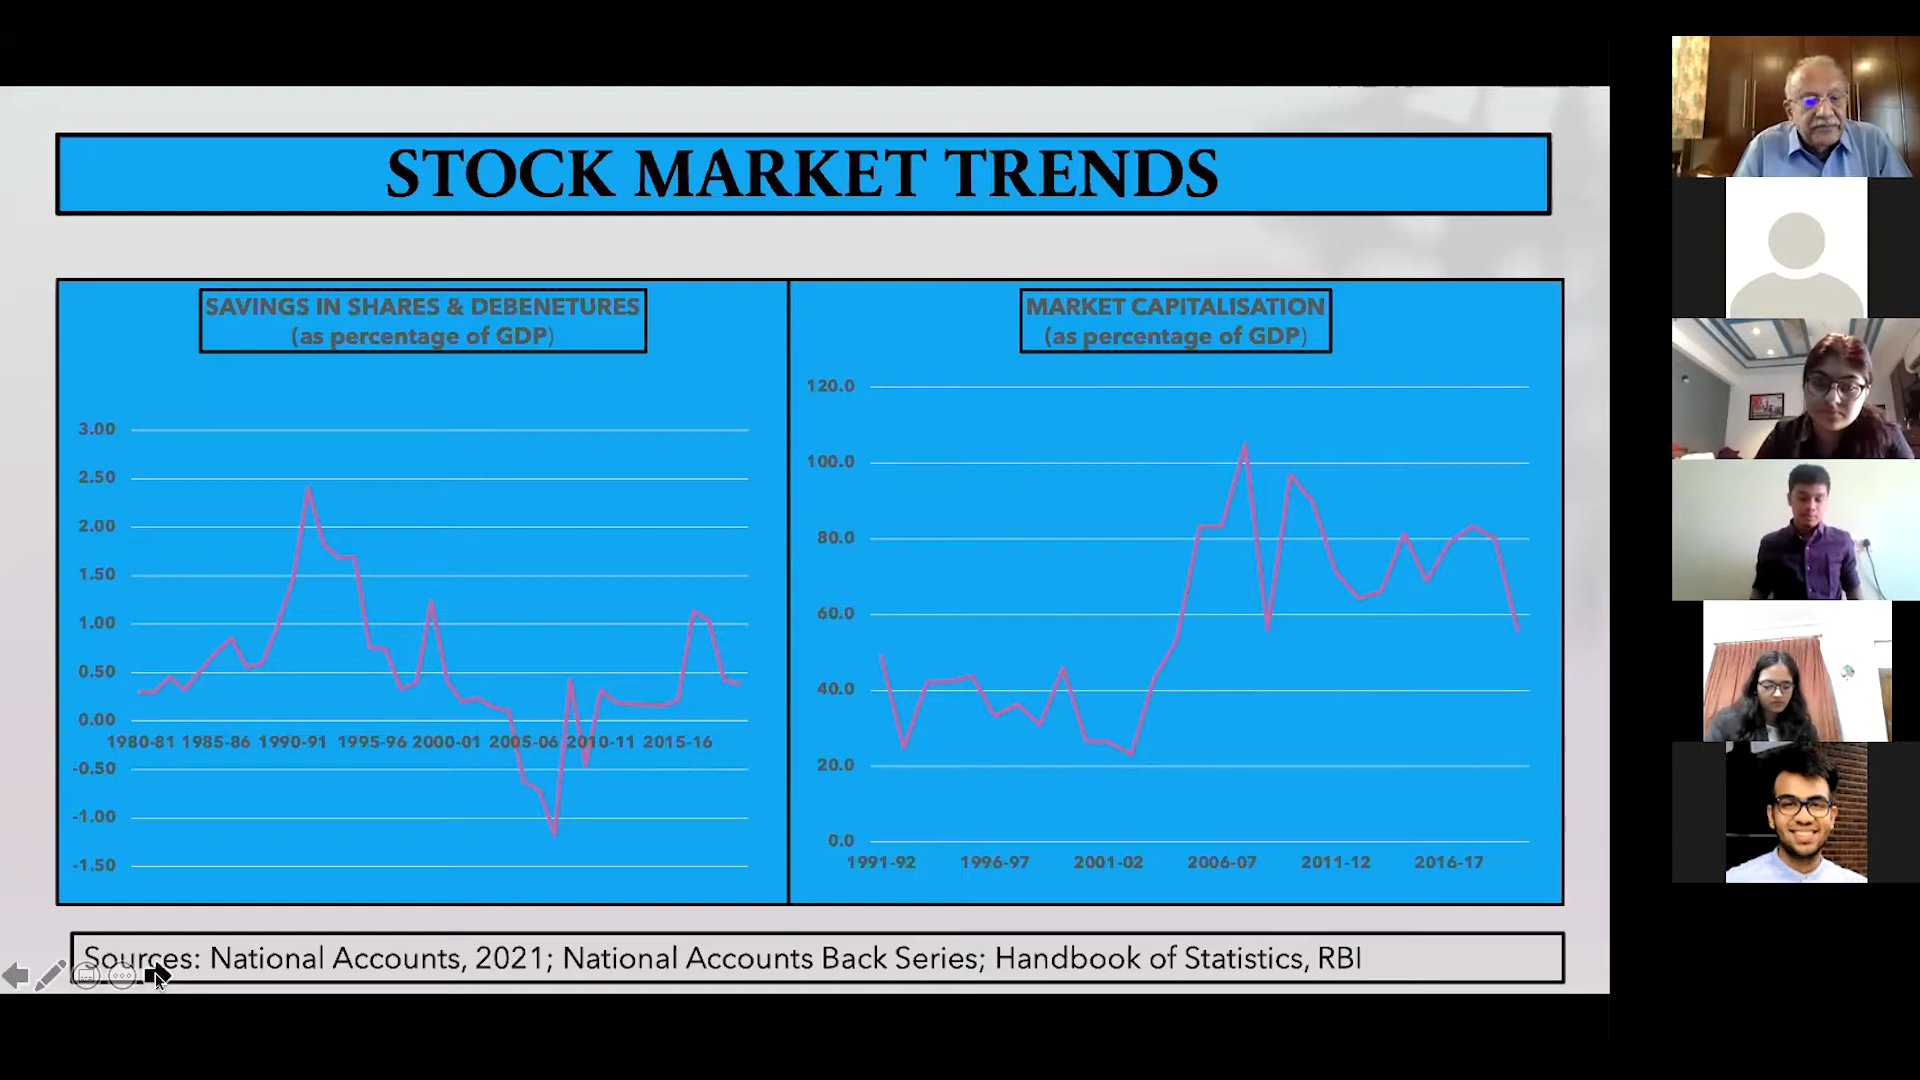 STOCK MARKET TRENDS
SAVINGS IN SHARES & DEBENETURES
(as percentage of GDP)
3.00
2.50
2.00
1.50
1.00
0.50
0.00
1980-81 1985-86 1990-91 1995-96 2000-01 2005-06 2010-11 2015-16
-0.50
-1.00
-1.50
MARKET CAPITALISATION
(as percentage of GDP)
120.0
100.0
80.0
60.0
40.0
20.0
0.0
1991-92 1996-97 2001-02 2006-07 2011-12 2016-17
Sources: National Accounts, 2021; National Accounts Back Series; Handbook of Statistics, RBI